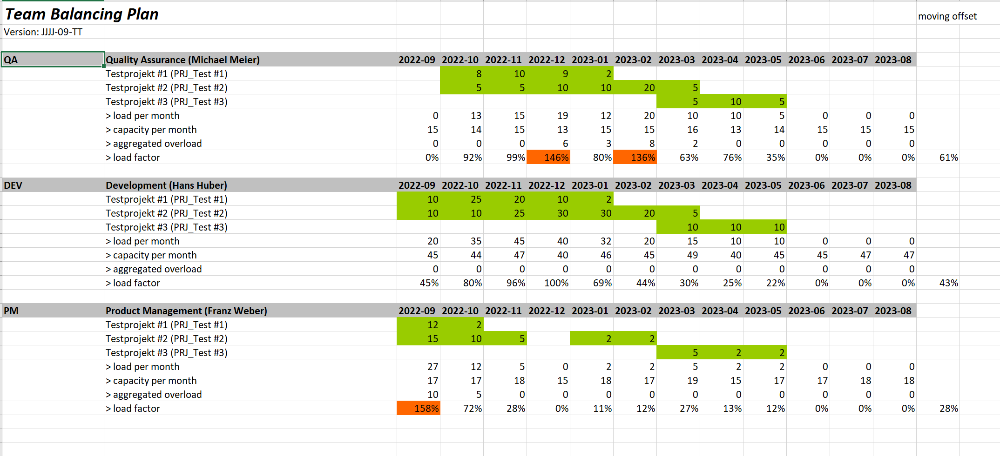 Team Balancing Plan moving offset
Version: JJJJ-09-TT
QA Quality Assurance (Michael Meier) 2022-09 2022-10 2022-11 2022-12 2023-01 2023-02 2023-03 2023-04 2023-05 2023-06 2023-07 2023-08
Testprojekt #1 (PRJ_Test #1) 8 10 9 2
Testprojekt #2 (PRJ_Test #2) 5 5 10 10 20 5
Testprojekt #3 (PRJ_Test #3) 5 10 5
> load per month 0 13 15 19 12 20 10 10 5 0 0 0
> capacity per month 15 14 15 13 15 15 16 13 14 15 15 15
> aggregated overload 0 0 0 6 3 8 2 0 0 0 0 0
> load factor 0% 92% 99% 146% 80% 136% 63% 76% 35% 0% 0% 0% 61%
DEV Development (Hans Huber) 2022-09 2022-10 2022-11 2022-12 2023-01 2023-02 2023-03 2023-04 2023-05 2023-06 2023-07 2023-08
Testprojekt #1 (PRJ_Test #1) 10 25 20 10 2
Testprojekt #2 (PRJ_Test #2) 10 10 25 30 30 20 5
Testprojekt #3 (PRJ_Test #3) 10 10 10
> load per month 20 35 45 40 32 20 15 10 10 0 0 0
> capacity per month 45 44 47 40 46 45 49 40 45 45 47 47
> aggregated overload 0 0 0 0 0 0 0 0 0 0 0 0
> load factor 45% 80% 96% 100% 69% 44% 30% 25% 22% 0% 0% 0% 43%
PM Product Management (Franz Weber) 2022-09 2022-10 2022-11 2022-12 2023-01 2023-02 2023-03 2023-04 2023-05 2023-06 2023-07 2023-08
Testprojekt #1 (PRJ_Test #1) 12 2
Testprojekt #2 (PRJ_Test #2) 15 10 5 2 2
Testprojekt #3 (PRJ_Test #3) 5 2 2
> load per month 27 12 5 0 2 2 5 2 2 0 0 0
> capacity per month 17 17 18 15 18 17 19 15 17 17 18 18
> aggregated overload 10 5 0 0 0 0 0 0 0 0 0 0
> load factor 158% 72% 28% 0% 11% 12% 27% 13% 12% 0% 0% 0% 28%